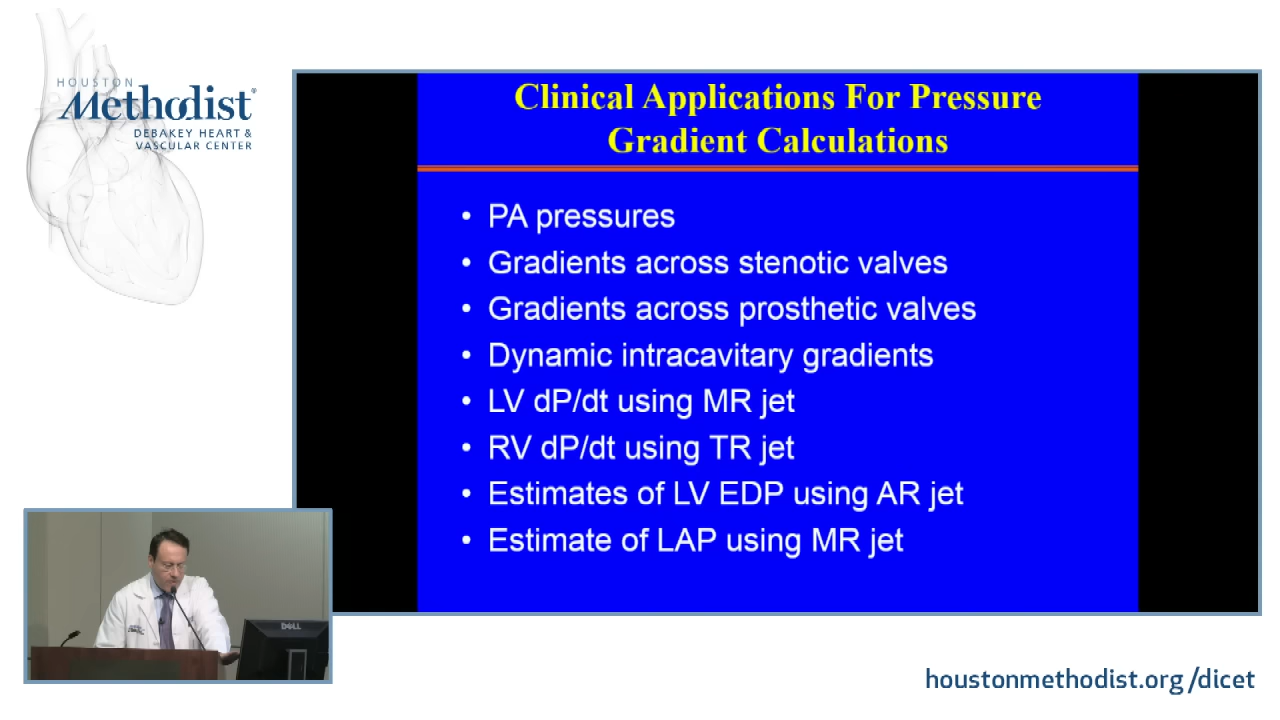 HOUSTON
Methodist®
DEBAKEY HEART &
VASCULAR CENTER
Clinical Applications For Pressure
Gradient Calculations
• PA pressures
• Gradients across stenotic valves
• Gradients across prosthetic valves
• Dynamic intracavitary gradients
• LV dP/dt using MR jet
• RV dP/dt using TR jet
• Estimates of LV EDP using AR jet
• Estimate of LAP using MR jet
DELL
houstonmethodist.org/dicet